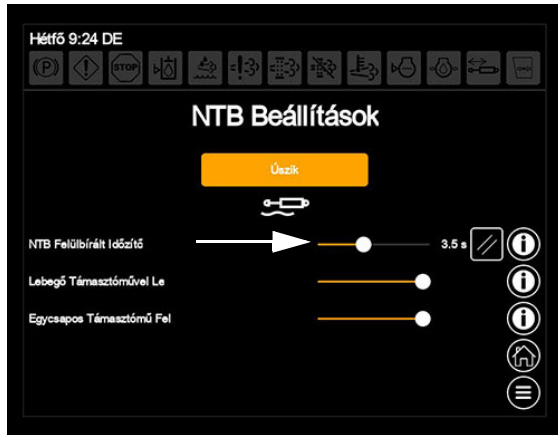 Hétfő 9:24 DE
(P)
STOP
NTB Beállítások
Úszik
NTB Felülbírált Időzítő
3.5 s
Lebegő Támasztóművel Le
Egycsapos Támasztómű Fel